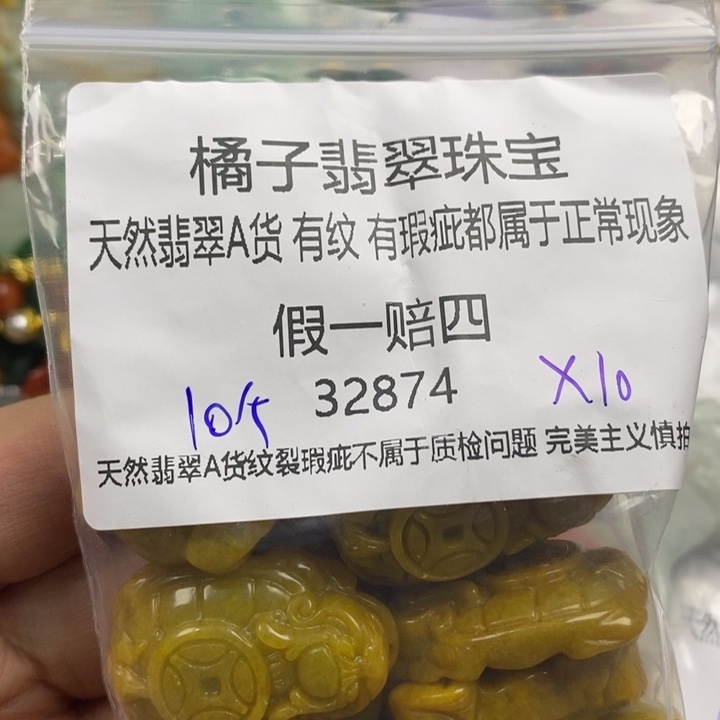 橘子翡翠珠宝
天然翡翠A货 有纹 有瑕疵都属于正常现象
假一赔四
32874 X10
天然翡翠A货纹裂瑕疵不属于质检问题 完美主义慎拍